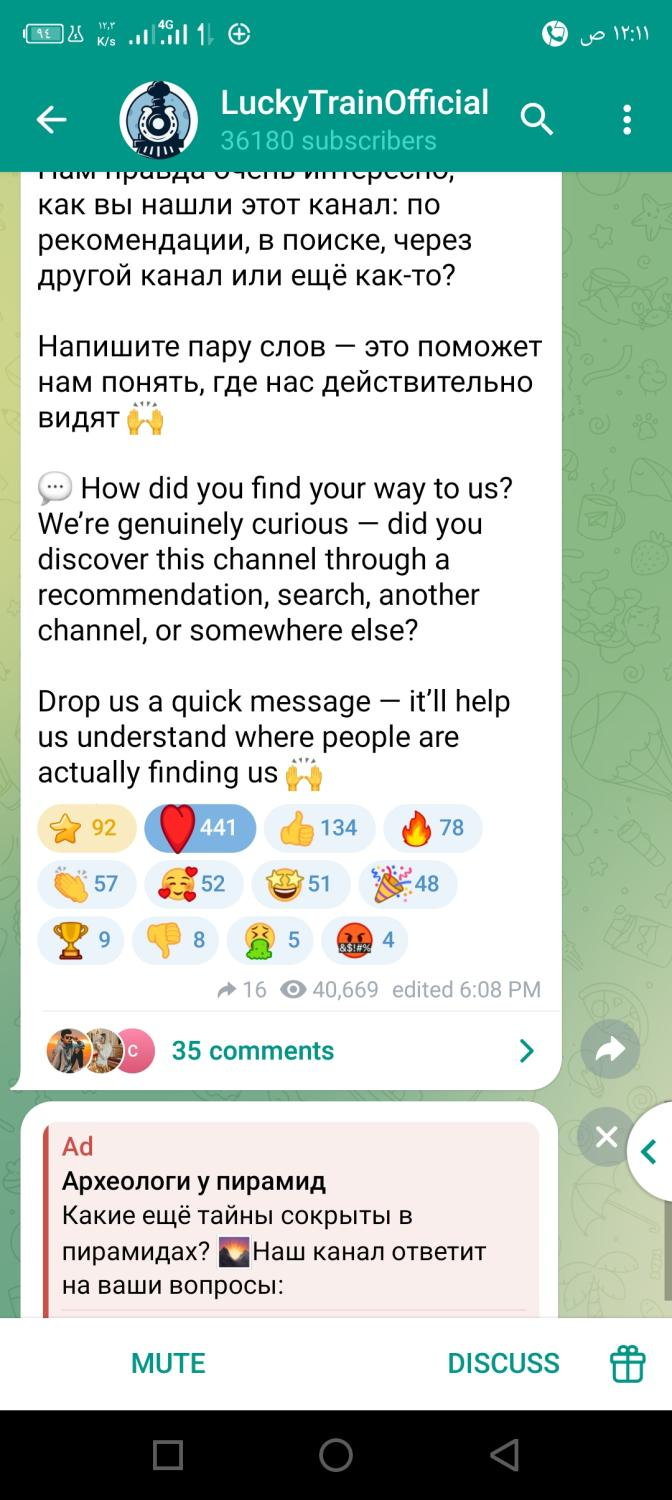 ٩٤
١٢,٣
K/s
4G
١٢:١١ ص
LuckyTrainOfficial
36180 subscribers
Нам правда очень интересно,
как вы нашли этот канал: по
рекомендации, в поиске, через
другой канал или ещё как-то?
Напишите пару слов — это поможет
нам понять, где нас действительно
видят 🙌
💬 How did you find your way to us?
We’re genuinely curious — did you
discover this channel through a
recommendation, search, another
channel, or somewhere else?
Drop us a quick message — it’ll help
us understand where people are
actually finding us 🙌
⭐ 92 ❤ 441 👍 134 🔥 78
👏 57 🥰 52 🤩 51 🎉 48
🏆 9 👎 8 🤮 5 🤬 4
16 40,669 edited 6:08 PM
C
35 comments
Ad
Археологи у пирамид
Какие ещё тайны сокрыты в
пирамидах? 🌄Наш канал ответит
на ваши вопросы:
MUTE DISCUSS